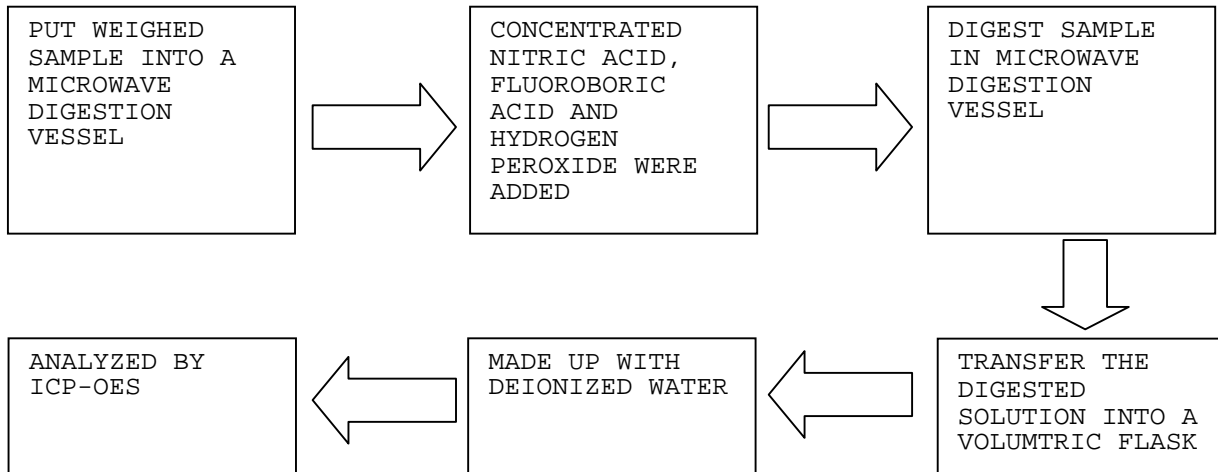 PUT WEIGHED
SAMPLE INTO A
MICROWAVE
DIGESTION
VESSEL
CONCENTRATED
NITRIC ACID,
FLUOROBORIC
ACID AND
HYDROGEN
PEROXIDE WERE
ADDED
DIGEST SAMPLE
IN MICROWAVE
DIGESTION
VESSEL
TRANSFER THE
DIGESTED
SOLUTION INTO A
VOLUMTRIC FLASK
MADE UP WITH
DEIONIZED WATER
ANALYZED BY
ICP-OES